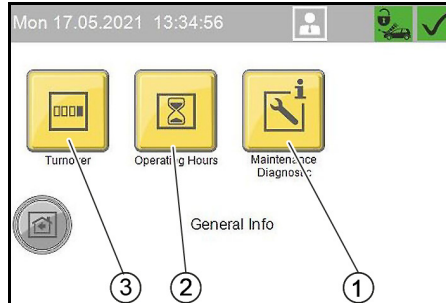 Mon 17.05.2021 13:34:56
i
Turnover
Operating Hours
Maintenance
Diagnostic
General Info
3
2
1